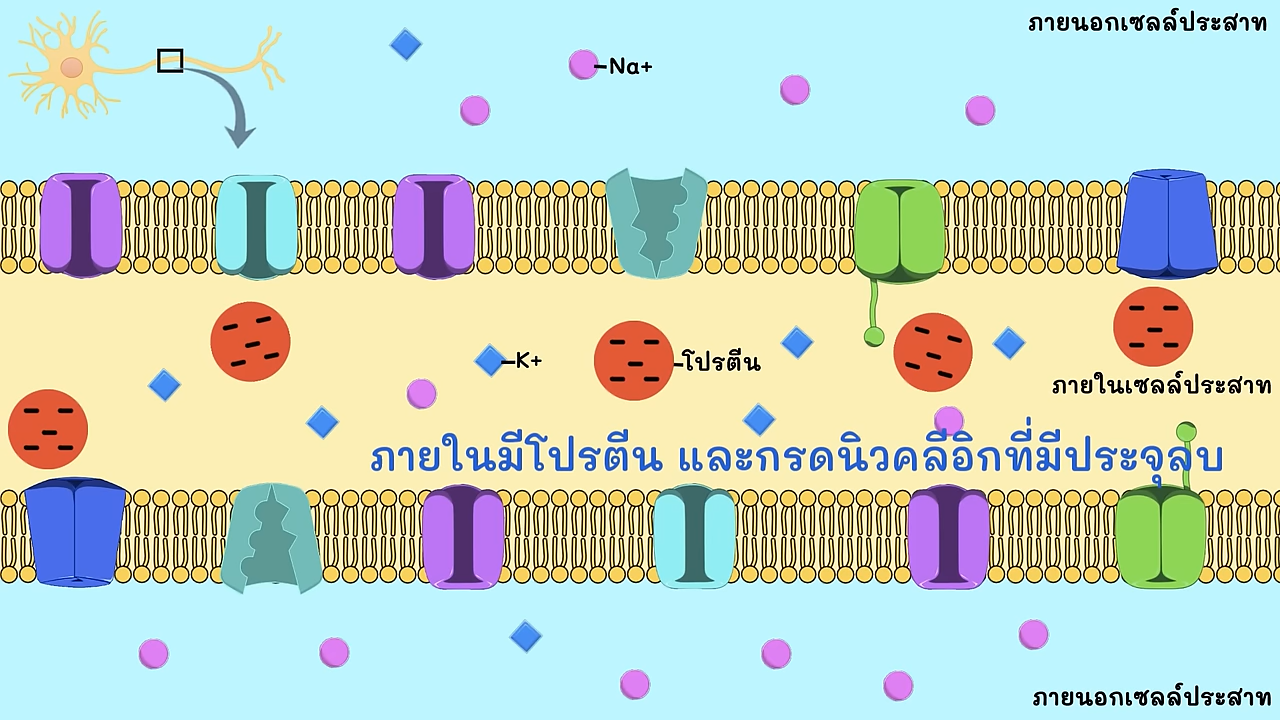 ภายนอกเซลล์ประสาท
Na+
K+
โปรตีน
ภายในเซลล์ประสาท
ภายในมีโปรตีน และกรดนิวคลีอิกที่มีประจุลบ
ภายนอกเซลล์ประสาท